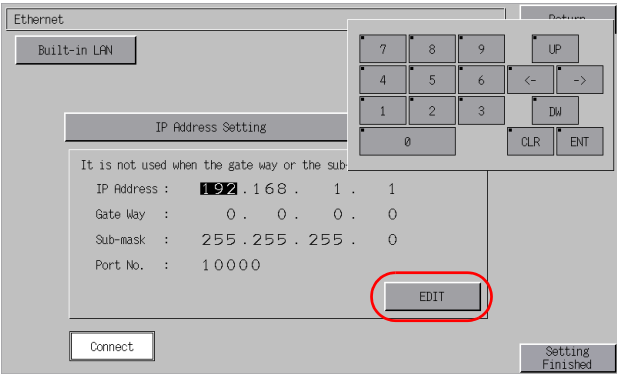 Ethernet
Return
Built-in LAN
7 8 9 UP
4 5 6 <- ->
1 2 3 DW
0 CLR ENT
IP Address Setting
It is not used when the gate way or the sub-
IP Address : 192.168. 1. 1
Gate Way : 0. 0. 0. 0
Sub-mask : 255.255.255. 0
Port No. : 10000
EDIT
Connect
Setting
Finished